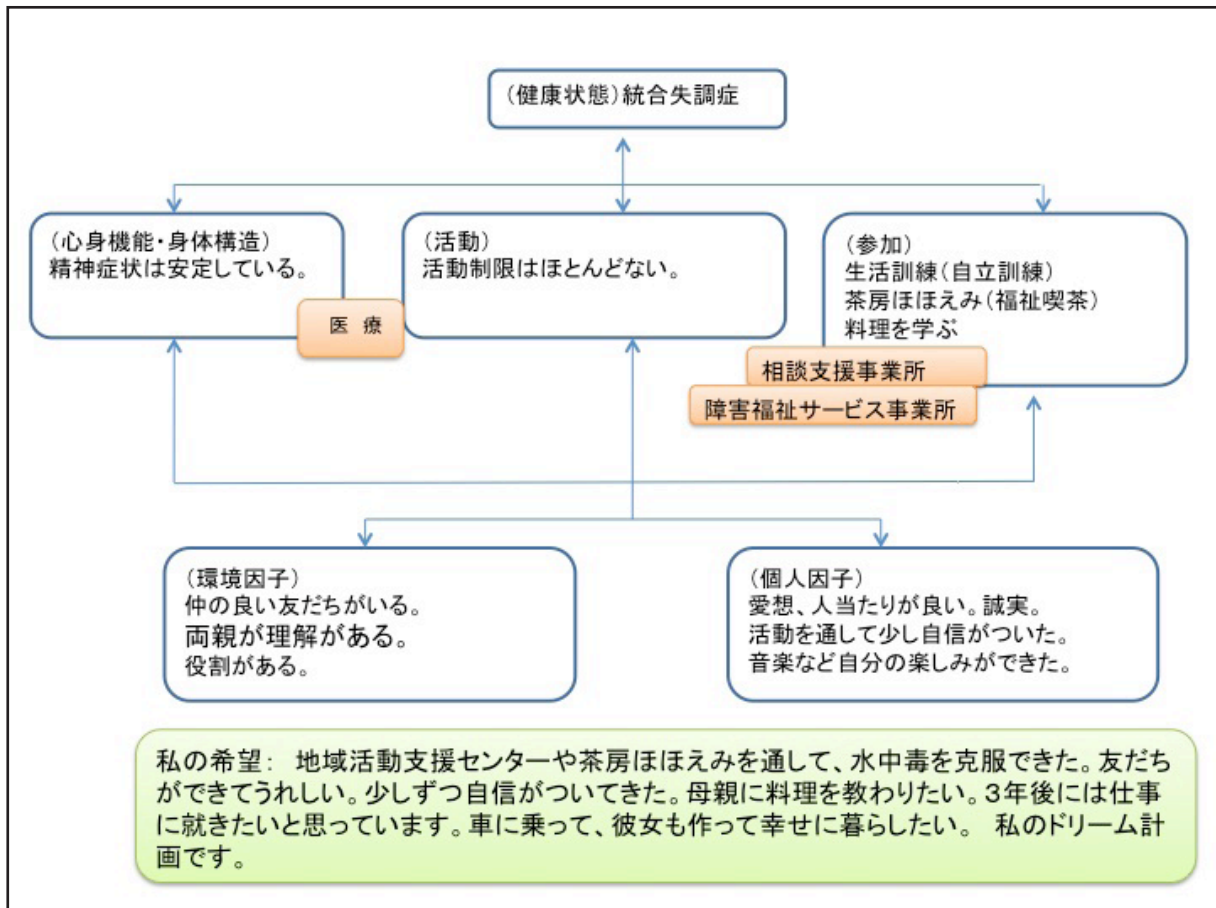 (健康状態)統合失調症
(心身機能・身体構造)
精神症状は安定している。
医 療
(活動)
活動制限はほとんどない。
(参加)
生活訓練(自立訓練)
茶房ほほえみ(福祉喫茶)
料理を学ぶ
相談支援事業所
障害福祉サービス事業所
(環境因子)
仲の良い友だちがいる。
両親が理解がある。
役割がある。
(個人因子)
愛想、人当たりが良い。誠実。
活動を通して少し自信がついた。
音楽など自分の楽しみができた。
私の希望: 地域活動支援センターや茶房ほほえみを通して、水中毒を克服できた。友だち
ができてうれしい。少しずつ自信がついてきた。母親に料理を教わりたい。3年後には仕事
に就きたいと思っています。車に乗って、彼女も作って幸せに暮らしたい。 私のドリーム計
画です。